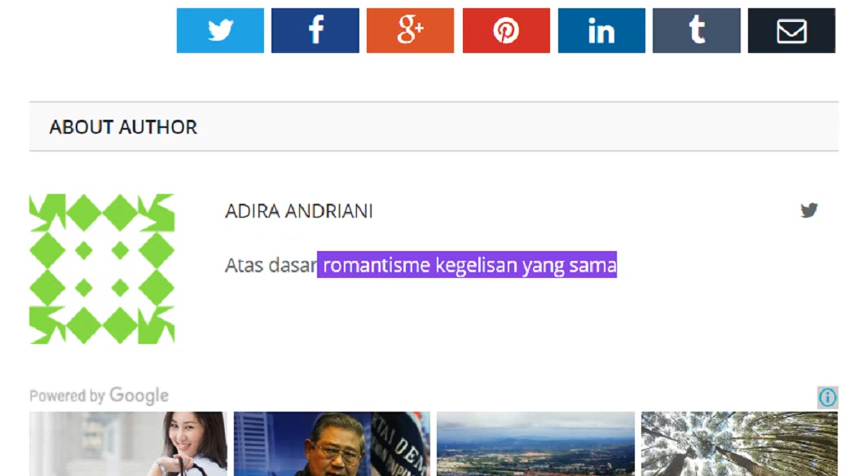 ABOUT AUTHOR
ADIRA ANDRIANI
Atas dasar romantisme kegelisan yang sama
Powered by Google